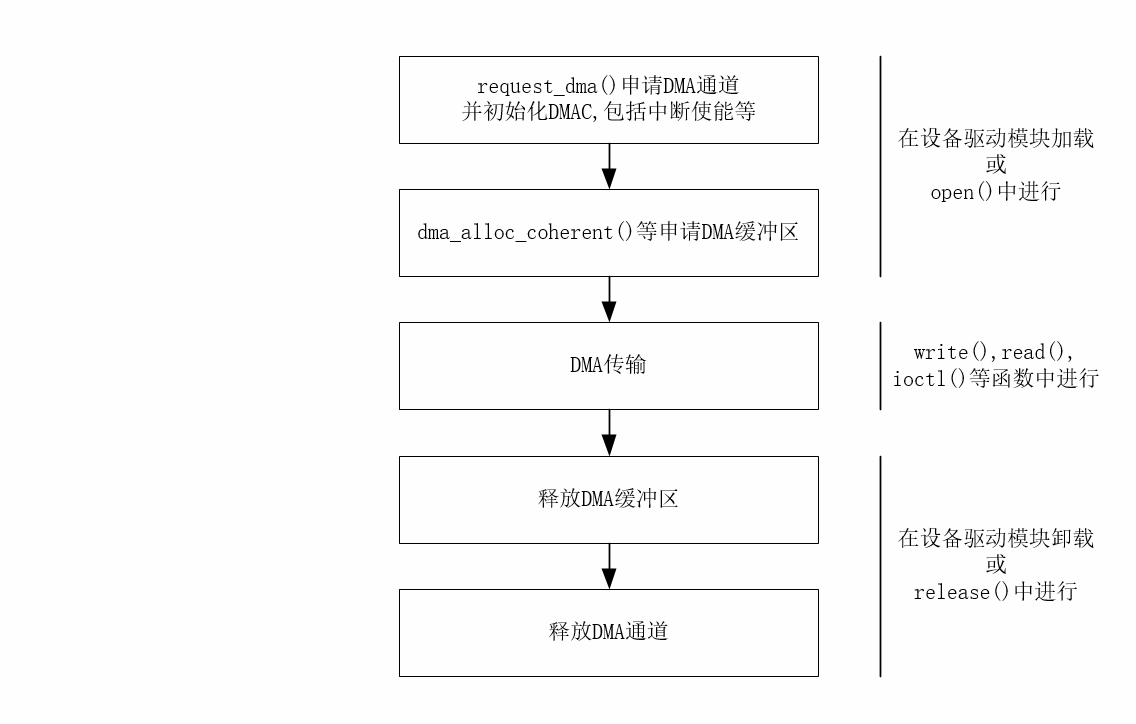 request_dma()申请DMA通道
并初始化DMAC,包括中断使能等
在设备驱动模块加载
或
open()中进行
dma_alloc_coherent()等申请DMA缓冲区
DMA传输
write(),read(),
ioctl()等函数中进行
释放DMA缓冲区
在设备驱动模块卸载
或
release()中进行
释放DMA通道